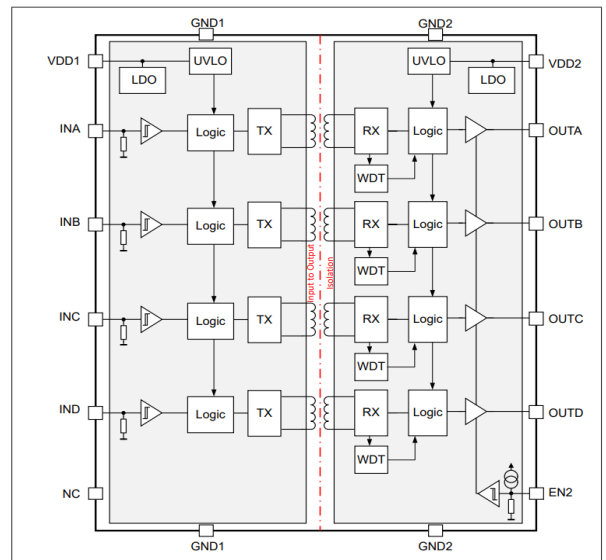 GND1 GND2
VDD1 UVLO UVLO VDD2
LDO LDO
INA Logic TX RX Logic OUTA
WDT
INB Logic TX RX Logic OUTB
WDT
Input to Output
Isolation
INC Logic TX RX Logic OUTC
WDT
IND Logic TX RX Logic OUTD
WDT
NC EN2
GND1 GND2